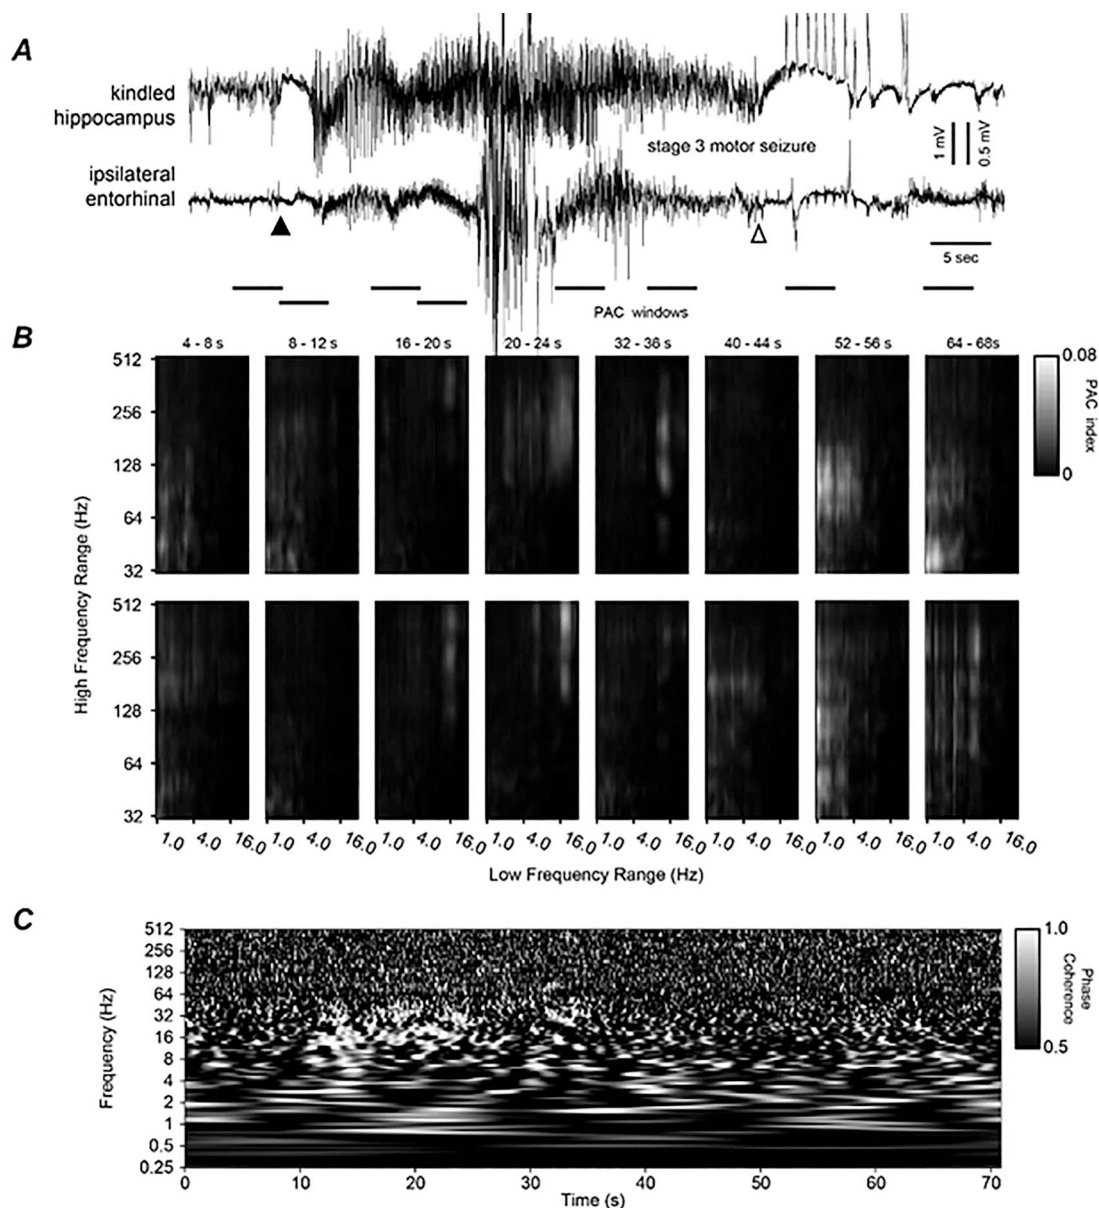 A
kindled
hippocampus
stage 3 motor seizure
1 mV
0.5 mV
ipsilateral
entorhinal
5 sec
PAC windows
B
4 - 8 s
8 - 12 s
16 - 20 s
20 - 24 s
32 - 36 s
40 - 44 s
52 - 56 s
64 - 68s
512
256
128
64
32
0.08
0
PAC index
High Frequency Range (Hz)
512
256
128
64
32
1.0 4.0 16.0
1.0 4.0 16.0
1.0 4.0 16.0
1.0 4.0 16.0
1.0 4.0 16.0
1.0 4.0 16.0
1.0 4.0 16.0
1.0 4.0 16.0
Low Frequency Range (Hz)
C
512
256
128
64
32
16
8
4
2
1
0.5
0.25
Frequency (Hz)
1.0
0.5
Phase
Coherence
0 10 20 30 40 50 60 70
Time (s)